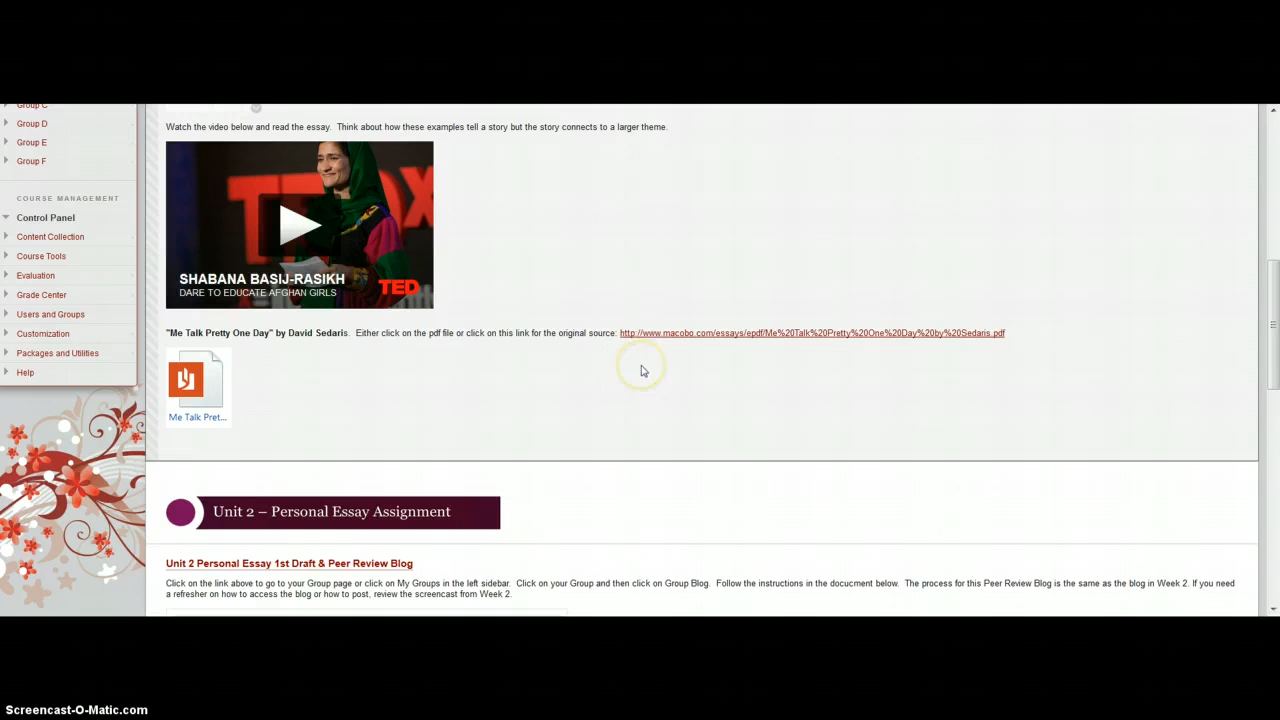 Group C
Group D
Group E
Group F
COURSE MANAGEMENT
Control Panel
Content Collection
Course Tools
Evaluation
Grade Center
Users and Groups
Customization
Packages and Utilities
Help
Watch the video below and read the essay. Think about how these examples tell a story but the story connects to a larger theme.
TEDx
SHABANA BASIJ-RASIKH
DARE TO EDUCATE AFGHAN GIRLS
TED
"Me Talk Pretty One Day" by David Sedaris. Either click on the pdf file or click on this link for the original source: http://www.macobo.com/essays/epdf/Me%20Talk%20Pretty%20One%20Day%20by%20Sedaris.pdf
Me Talk Pret...
Unit 2 – Personal Essay Assignment
Unit 2 Personal Essay 1st Draft & Peer Review Blog
Click on the link above to go to your Group page or click on My Groups in the left sidebar. Click on your Group and then click on Group Blog. Follow the instructions in the docucment below. The process for this Peer Review Blog is the same as the blog in Week 2. If you
need a refresher on how to access the blog or how to post, review the screencast from Week 2.
Screencast-O-Matic.com